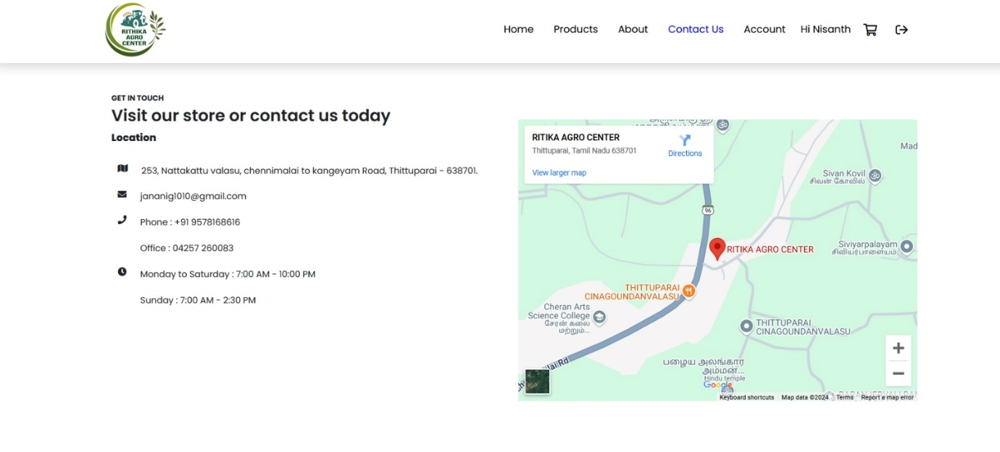 RITHIKA
AGRO
CENTER
Home Products About Contact Us Account Hi Nisanth
GET IN TOUCH
Visit our store or contact us today
Location
253, Nattakattu valasu, chennimalai to kangeyam Road, Thittuparai - 638701.
jananig1010@gmail.com
Phone : +91 9578168616
Office : 04257 260083
Monday to Saturday : 7:00 AM - 10:00 PM
Sunday : 7:00 AM - 2:30 PM
RITIKA AGRO CENTER
Thittuparai, Tamil Nadu 638701
Directions
View larger map
Mad
Sivan Kovil
சிவன் கோவில்
96
RITIKA AGRO CENTER
Siviyarpalayam
சிவியர்பாளையம்
THITTUPARAI
CINAGOUNDANVALASU
Cheran Arts
Science College
சேரன் கலை
மற்றும்...
THITTUPARAI
CINAGOUNDANVALASU
பழைய அலங்கார
அம்மன்...
Hindu temple
lai Rd
Google
Keyboard shortcuts Map data ©2024 Terms Report a map error